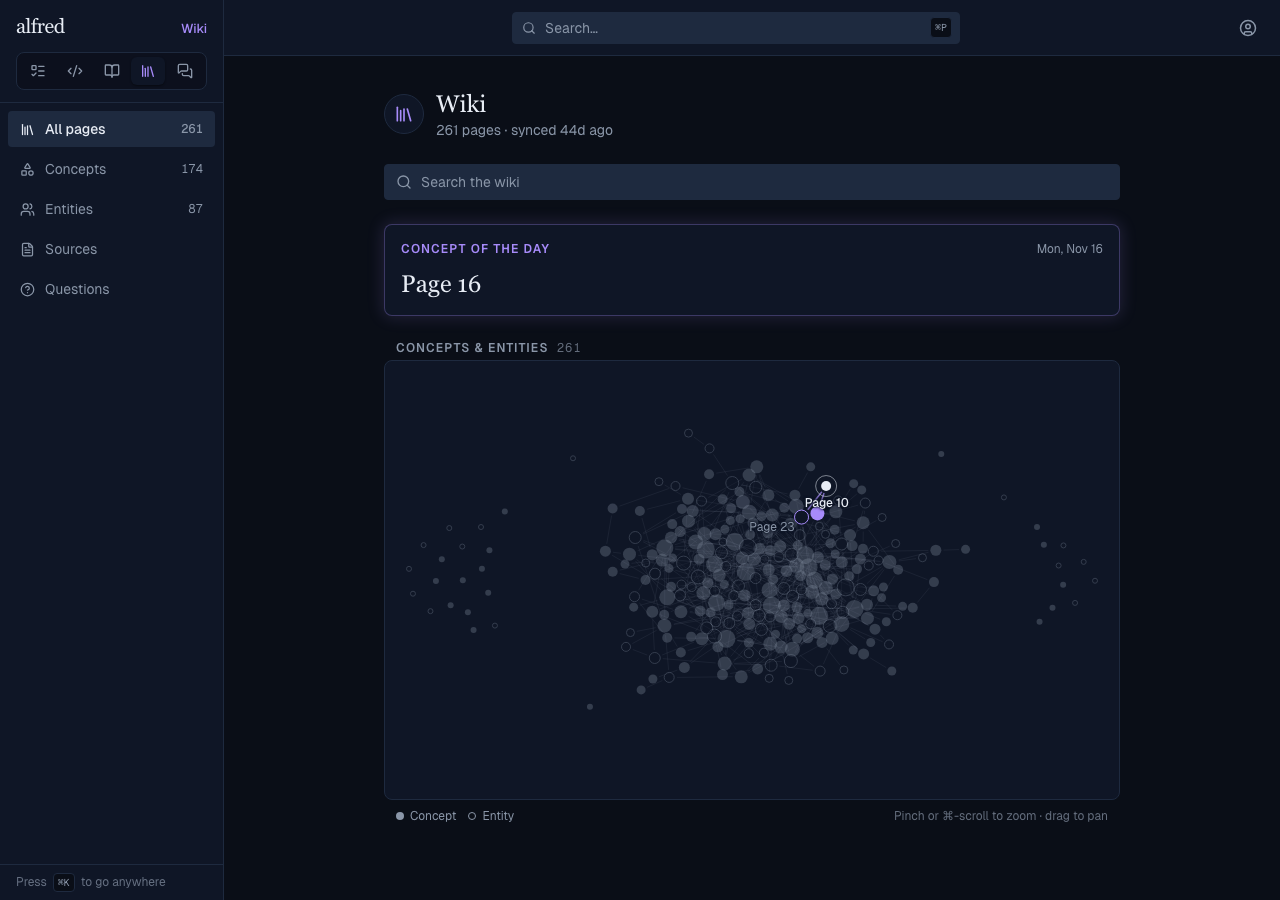 alfred
Wiki
Search...
⌘P
All pages 261
Concepts 174
Entities 87
Sources
Questions
Wiki
261 pages · synced 44d ago
Search the wiki
CONCEPT OF THE DAY
Mon, Nov 16
Page 16
CONCEPTS & ENTITIES 261
Page 10
Page 23
Concept
Entity
Pinch or ⌘-scroll to zoom · drag to pan
Press ⌘K to go anywhere